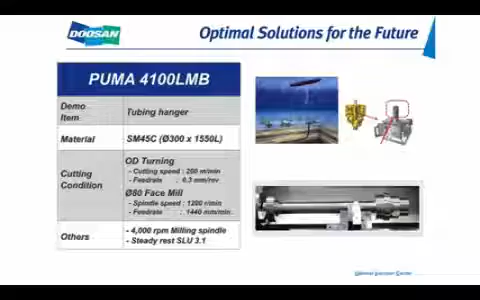 DOOSAN
Optimal Solutions for the Future
PUMA 4100LMB
Demo
Item
Tubing hanger
Material
SM45C (Ø300 x 1550L)
Cutting
Condition
OD Turning
- Cutting speed : 200 m/min
- Feedrate : 0.3 mm/rev
Ø80 Face Mill
- Spindle speed : 1200 r/min
- Feedrate : 1440 mm/min
Others
- 4,000 rpm Milling spindle
- Steady rest SLU 3.1